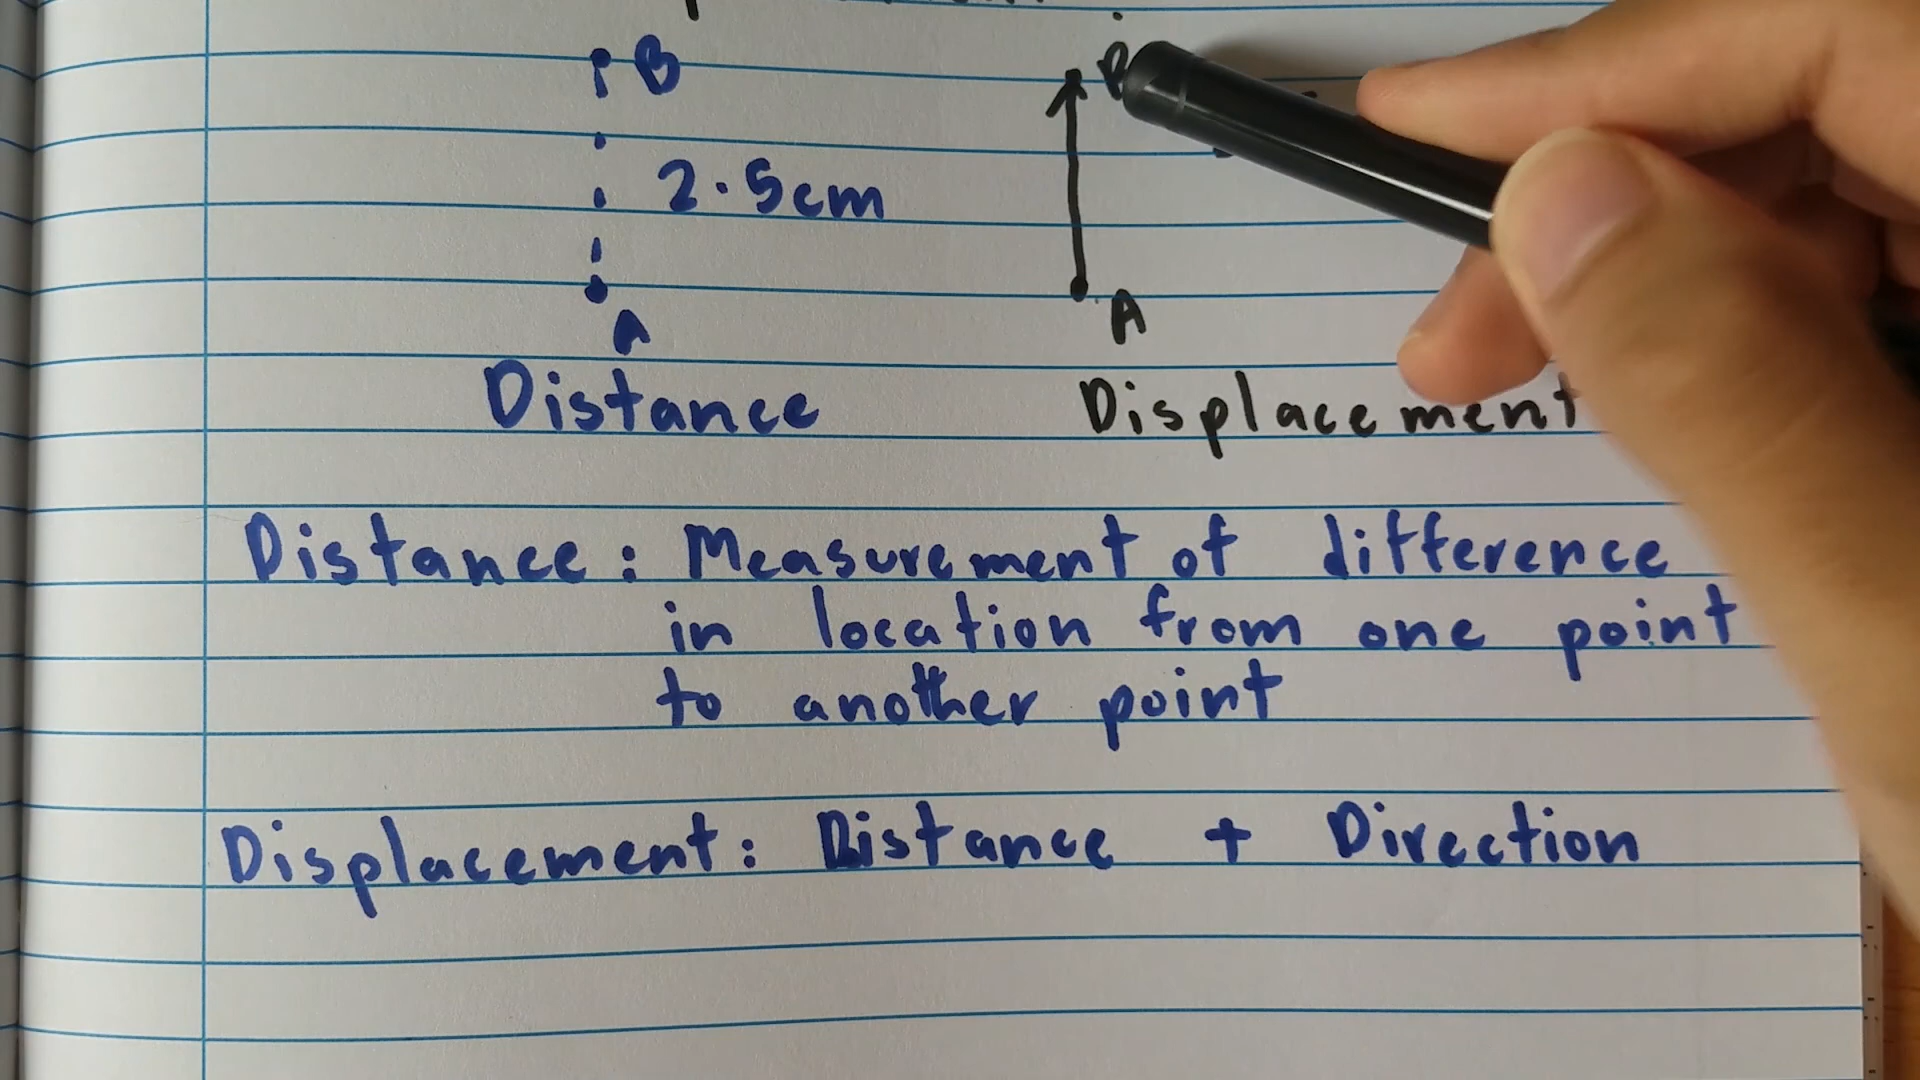 B
B
2.5cm
A
A
Distance
Displacement
Distance: Measurement of difference
in location from one point
to another point
Displacement: Distance + Direction